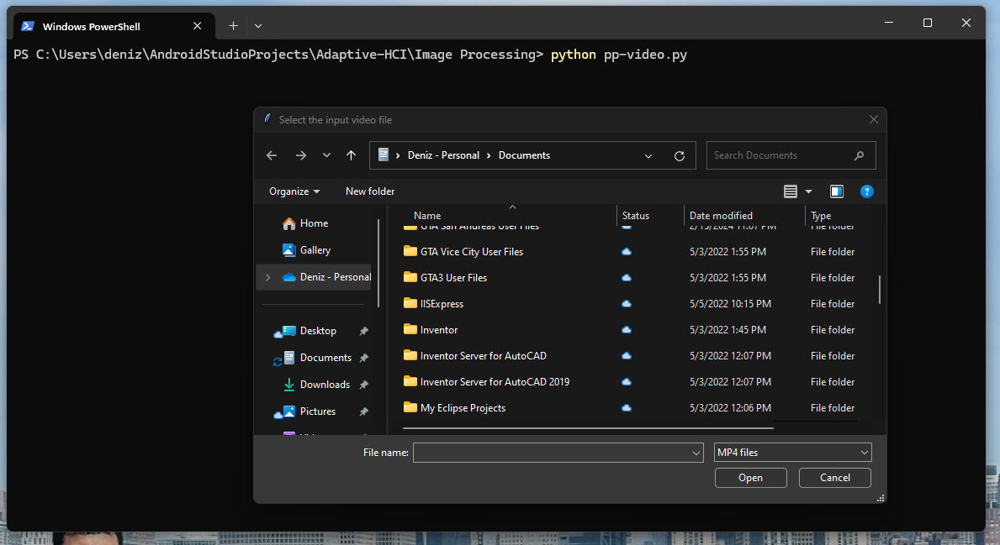 Windows PowerShell
PS C:\Users\deniz\AndroidStudioProjects\Adaptive-HCI\Image Processing> python pp-video.py
Select the input video file
Deniz - Personal > Documents
Search Documents
Organize
New folder
Home
Gallery
Deniz - Personal
Desktop
Documents
Downloads
Pictures
Name Status Date modified Type
GTA San Andreas User Files 2/15/2024 11:07 PM File folder
GTA Vice City User Files 5/3/2022 1:55 PM File folder
GTA3 User Files 5/3/2022 1:55 PM File folder
IISExpress 5/5/2022 10:15 PM File folder
Inventor 5/3/2022 1:45 PM File folder
Inventor Server for AutoCAD 5/3/2022 12:07 PM File folder
Inventor Server for AutoCAD 2019 5/3/2022 12:07 PM File folder
My Eclipse Projects 5/3/2022 12:06 PM File folder
File name:
MP4 files
Open
Cancel